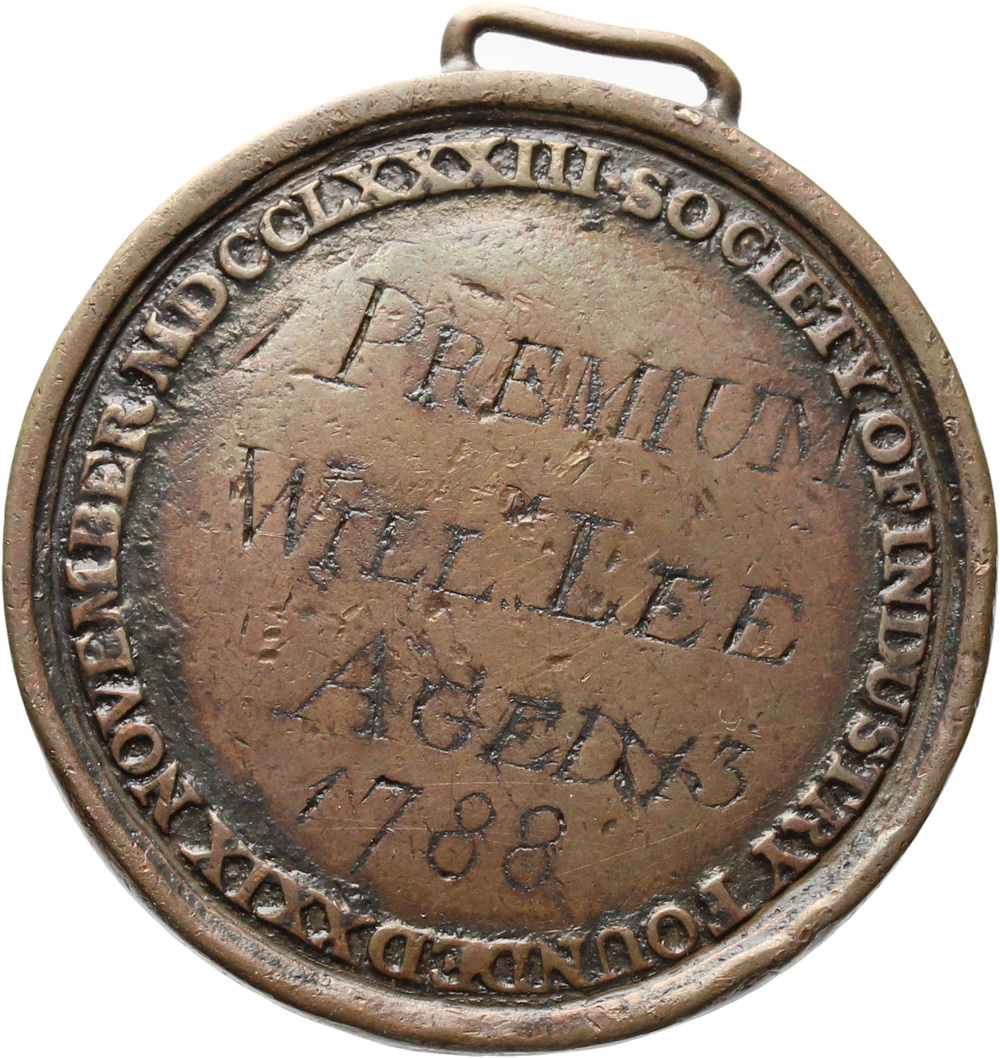 SOCIETY OF INDUSTRY FOUNDED XXIX NOVEMBER MDCCLXXXIII
PREMIUM
WILL.M LEE
AGED 13
1788